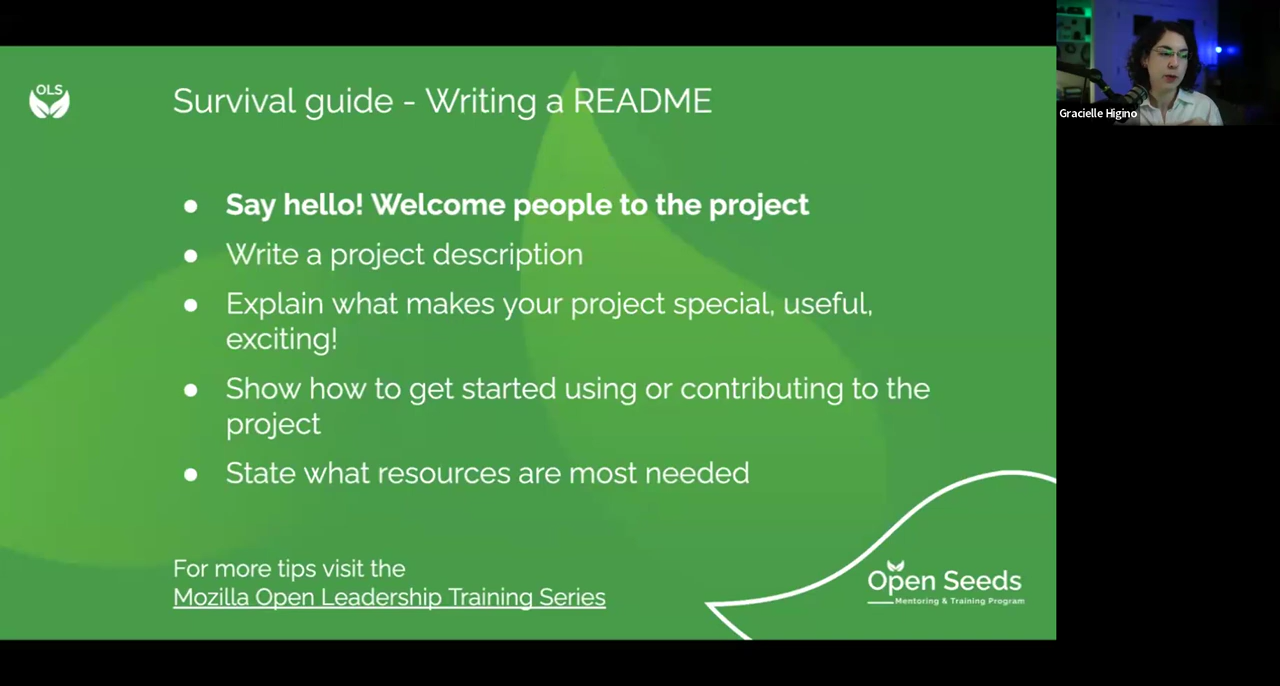 OLS
Survival guide - Writing a README
● Say hello! Welcome people to the project
● Write a project description
● Explain what makes your project special, useful,
exciting!
● Show how to get started using or contributing to the
project
● State what resources are most needed
For more tips visit the
Mozilla Open Leadership Training Series
Open Seeds
Mentoring & Training Program
Gracielle Higino